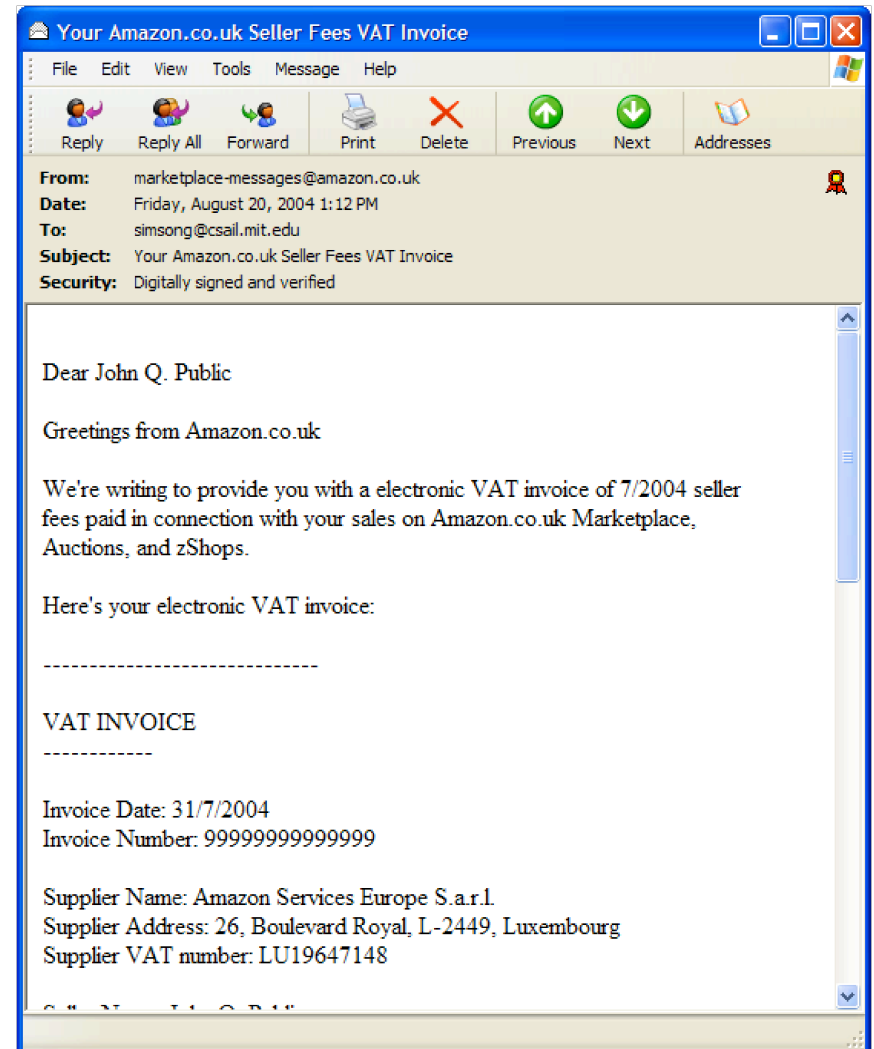 Your Amazon.co.uk Seller Fees VAT Invoice
File Edit View Tools Message Help
Reply Reply All Forward Print Delete Previous Next Addresses
From: marketplace-messages@amazon.co.uk
Date: Friday, August 20, 2004 1:12 PM
To: simsong@csail.mit.edu
Subject: Your Amazon.co.uk Seller Fees VAT Invoice
Security: Digitally signed and verified
Dear John Q. Public
Greetings from Amazon.co.uk
We're writing to provide you with a electronic VAT invoice of 7/2004 seller
fees paid in connection with your sales on Amazon.co.uk Marketplace,
Auctions, and zShops.
Here's your electronic VAT invoice:
------------------------------
VAT INVOICE
------------
Invoice Date: 31/7/2004
Invoice Number: 99999999999999
Supplier Name: Amazon Services Europe S.a.r.l.
Supplier Address: 26, Boulevard Royal, L-2449, Luxembourg
Supplier VAT number: LU19647148